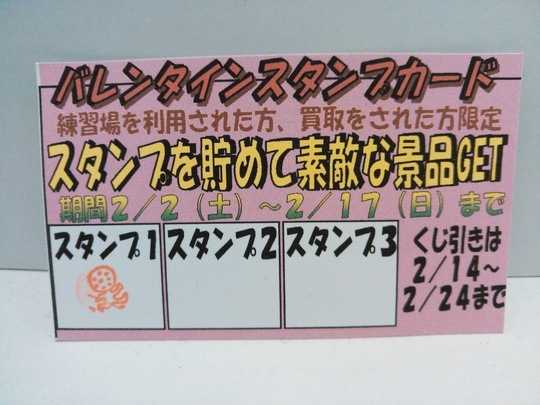 バレンタインスタンプカード
練習場を利用された方、買取をされた方限定
スタンプを貯めて素敵な景品GET
期間2/2(土)～2/17(日)まで
スタンプ1
スタンプ2
スタンプ3
くじ引きは
2/14～
2/24まで